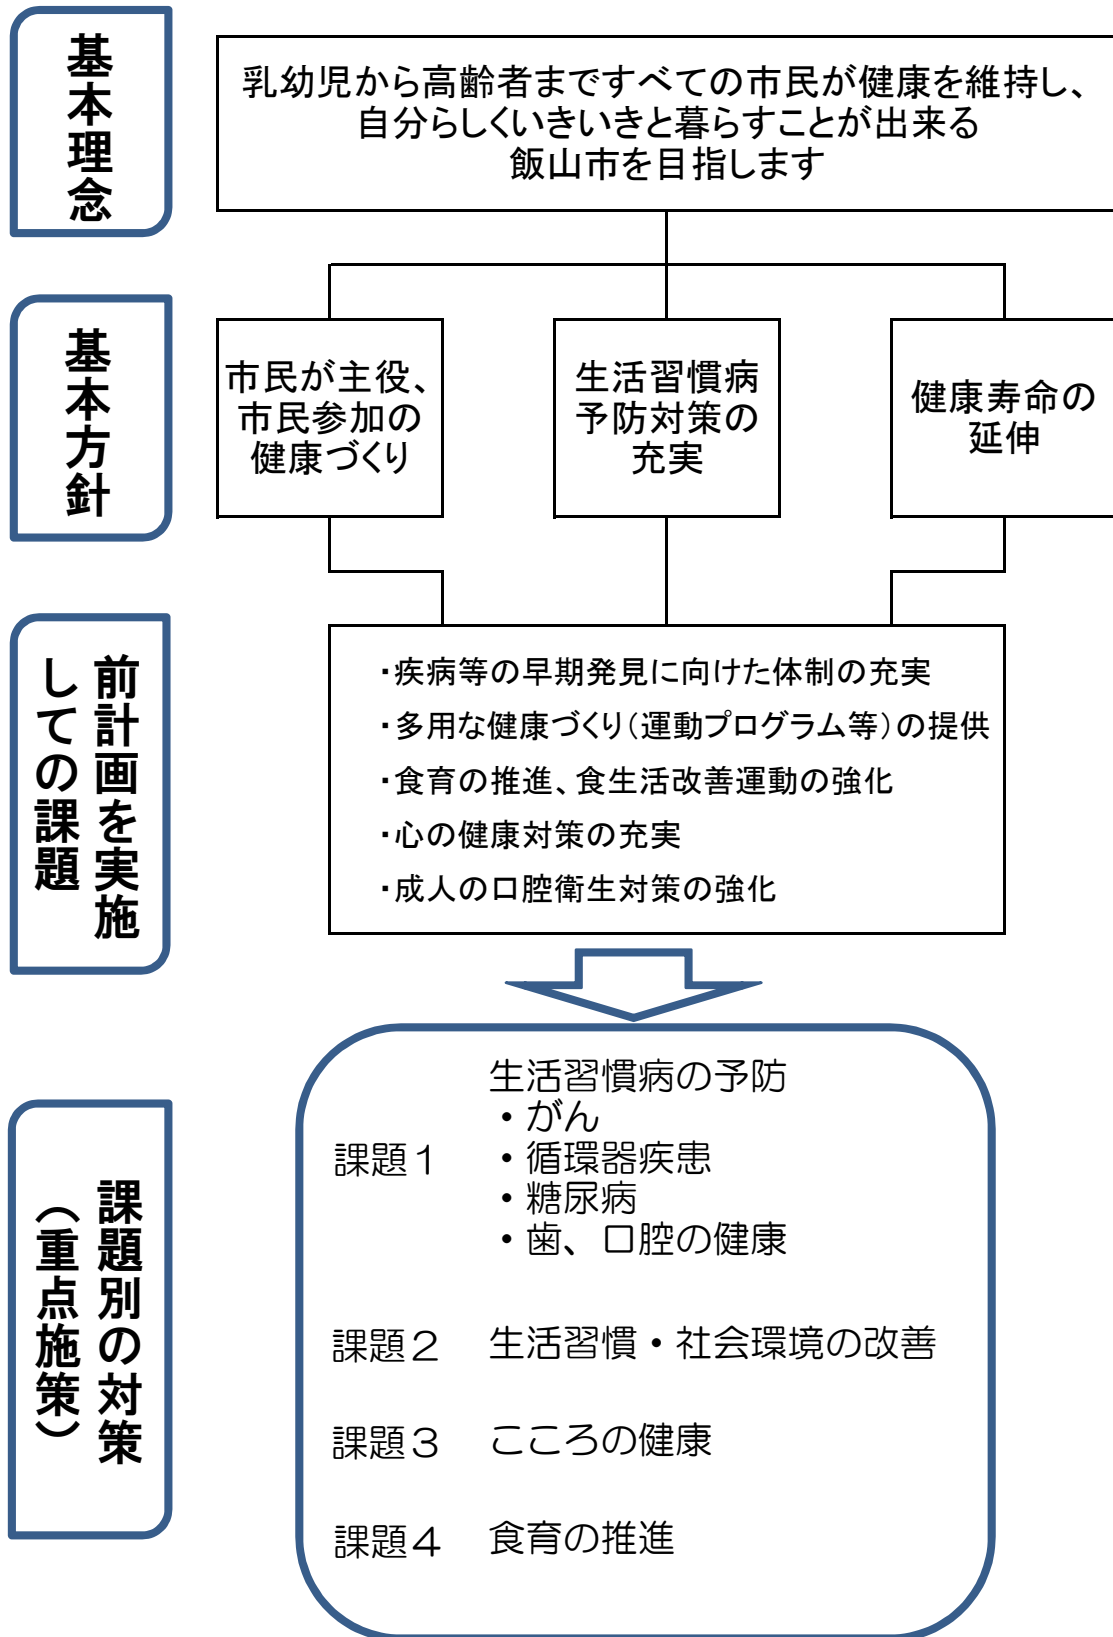 基本理念
乳幼児から高齢者まですべての市民が健康を維持し、
自分らしくいきいきと暮らすことが出来る
飯山市を目指します
基本方針
市民が主役、
市民参加の
健康づくり
生活習慣病
予防対策の
充実
健康寿命の
延伸
前計画を実施
しての課題
・疾病等の早期発見に向けた体制の充実
・多用な健康づくり（運動プログラム等）の提供
・食育の推進、食生活改善運動の強化
・心の健康対策の充実
・成人の口腔衛生対策の強化
課題別の対策
（重点施策）
課題１
生活習慣病の予防
・がん
・循環器疾患
・糖尿病
・歯、口腔の健康
課題２ 生活習慣・社会環境の改善
課題３ こころの健康
課題４ 食育の推進